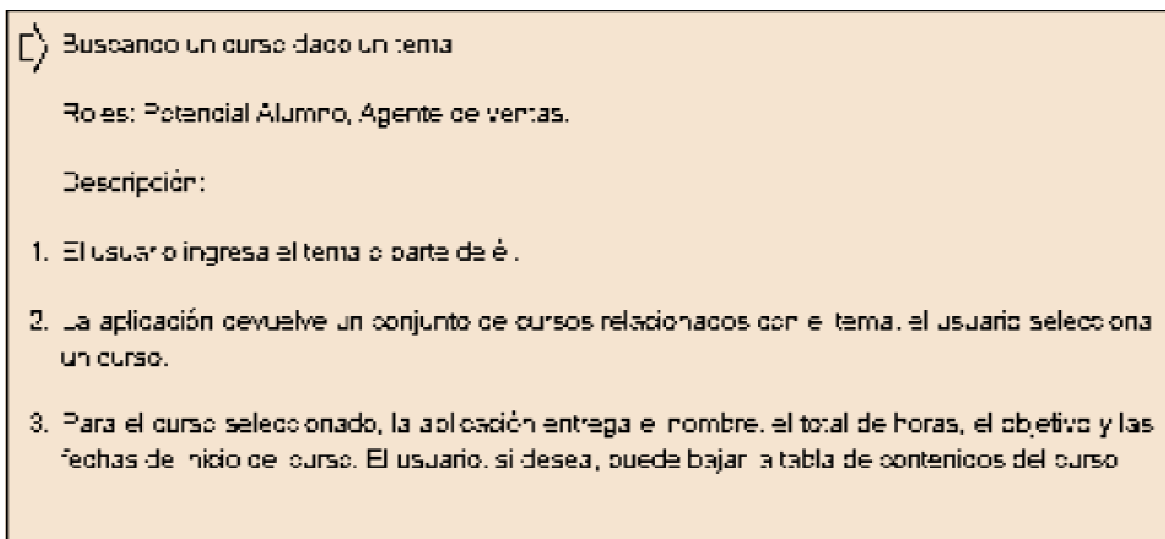 Buscando un curso dado un tema
Roles: Potencial Alumno, Agente de ventas.
Descripción:
1. El usuario ingresa el tema o parte de él.
2. La aplicación devuelve un conjunto de cursos relacionados con el tema, el usuario selecciona
un curso.
3. Para el curso seleccionado, la aplicación entrega el nombre, el total de horas, el objetivo y las
fechas de inicio del curso. El usuario, si desea, puede bajar la tabla de contenidos del curso